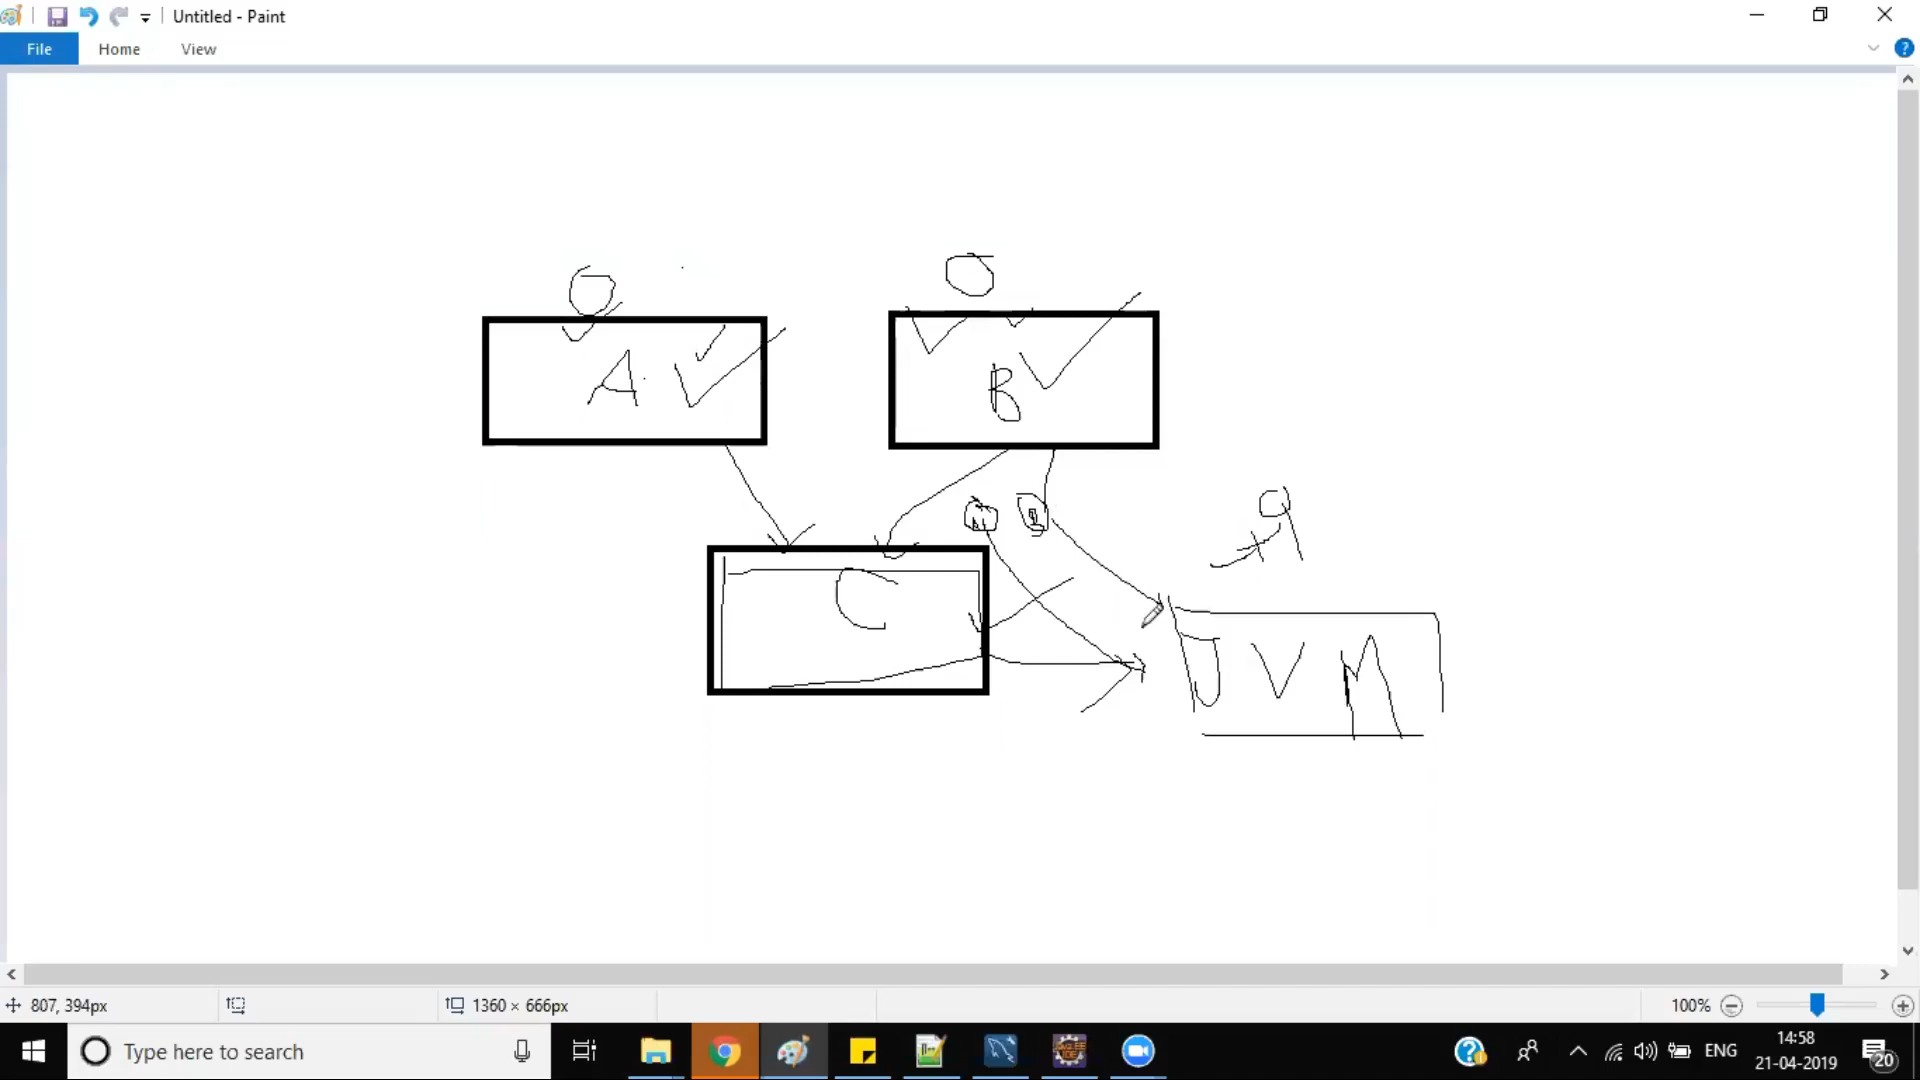 Untitled - Paint
File Home View
A
B
C
JVM
807, 394px
1360 × 666px
100%
Type here to search
ENG
14:58
21-04-2019
20